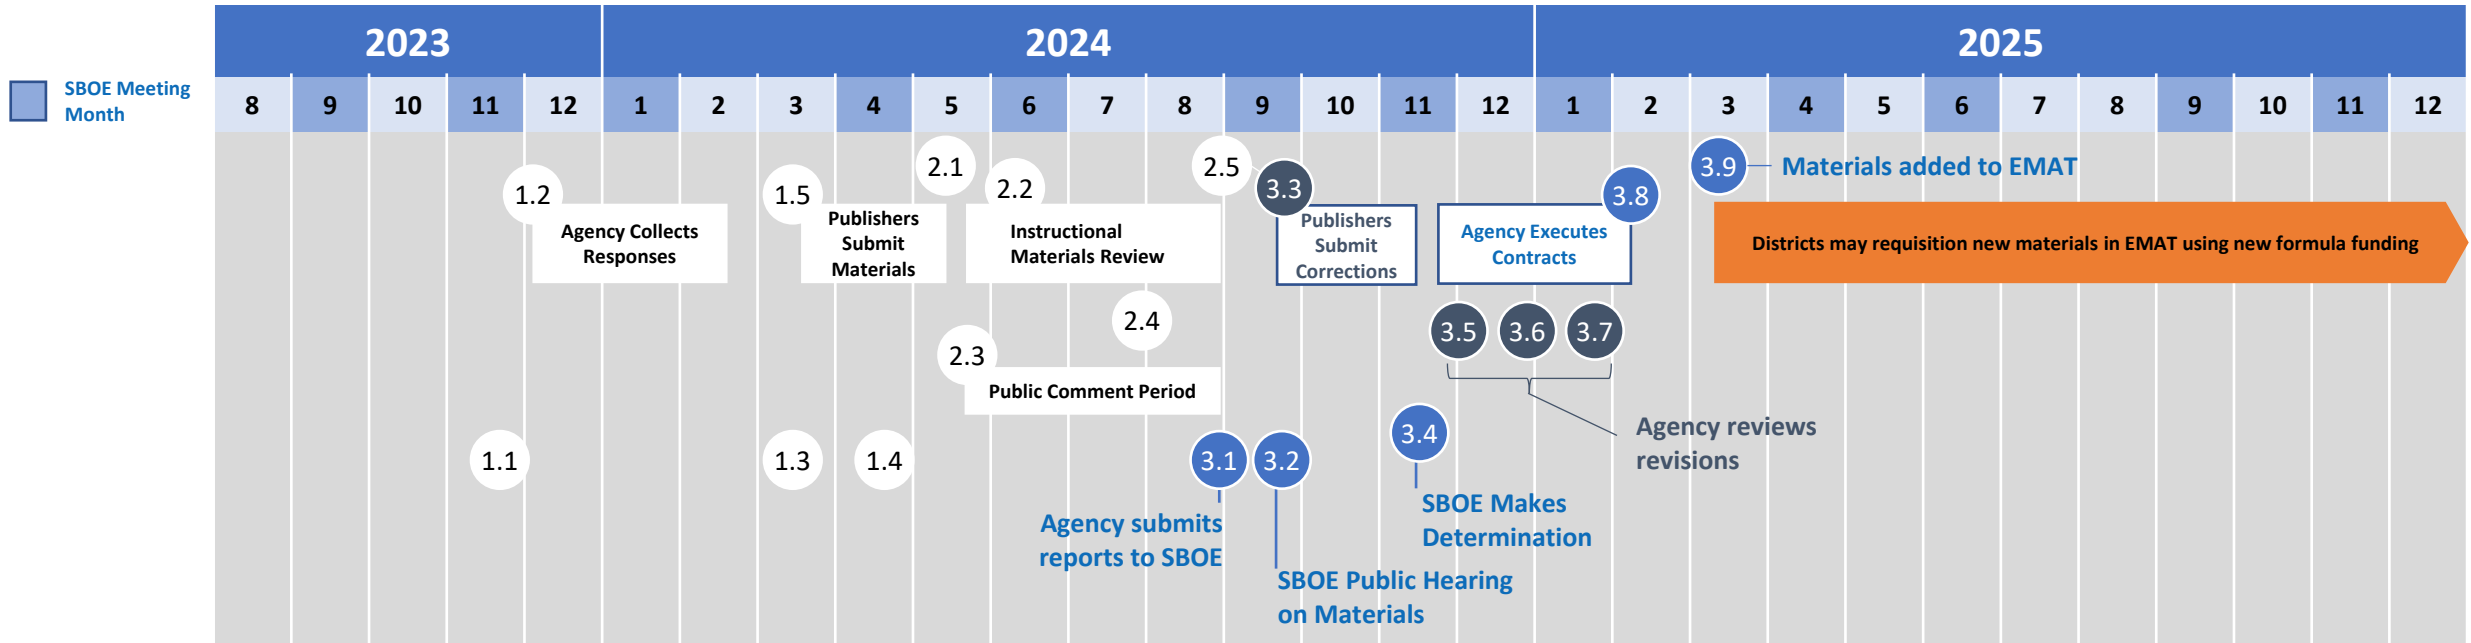 2023
2024
2025
SBOE Meeting
Month
8 9 10 11 12 1 2 3 4 5 6 7 8 9 10 11 12 1 2 3 4 5 6 7 8 9 10 11 12
1.2
1.5
2.1
2.2
2.5
3.3
3.8
3.9
Materials added to EMAT
Agency Collects
Responses
Publishers
Submit
Materials
Instructional
Materials Review
Publishers
Submit
Corrections
Agency Executes
Contracts
Districts may requisition new materials in EMAT using new formula funding
2.3
2.4
3.5
3.6
3.7
Public Comment Period
Agency reviews
revisions
1.1
1.3
1.4
3.1
3.2
3.4
Agency submits
reports to SBOE
SBOE Makes
Determination
SBOE Public Hearing
on Materials